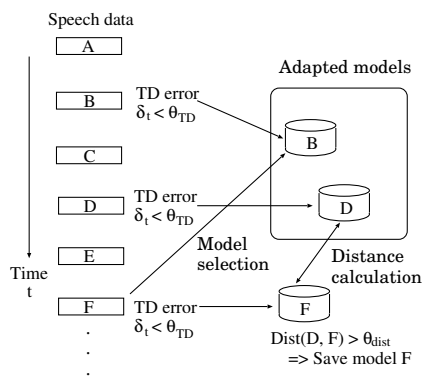 Speech data
A
Adapted models
B
TD error
δt < θTD
B
C
D
TD error
δt < θTD
D
E
Model
selection
Distance
calculation
Time
t
F
TD error
δt < θTD
F
Dist(D, F) > θdist
=> Save model F
.
.
.